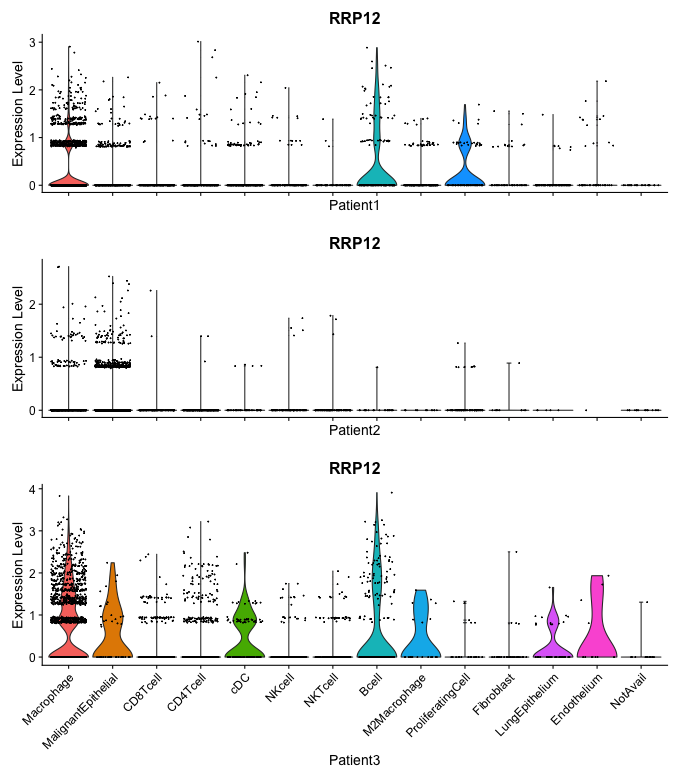 RRP12
3
2
1
0
Expression Level
Patient1
RRP12
2
1
0
Expression Level
Patient2
RRP12
4
3
2
1
0
Expression Level
Macrophage
MalignantEpithelial
CD8Tcell
CD4Tcell
cDC
NKcell
NKTcell
Bcell
M2Macrophage
ProliferatingCell
Fibroblast
LungEpithelium
Endothelium
NotAvail
Patient3